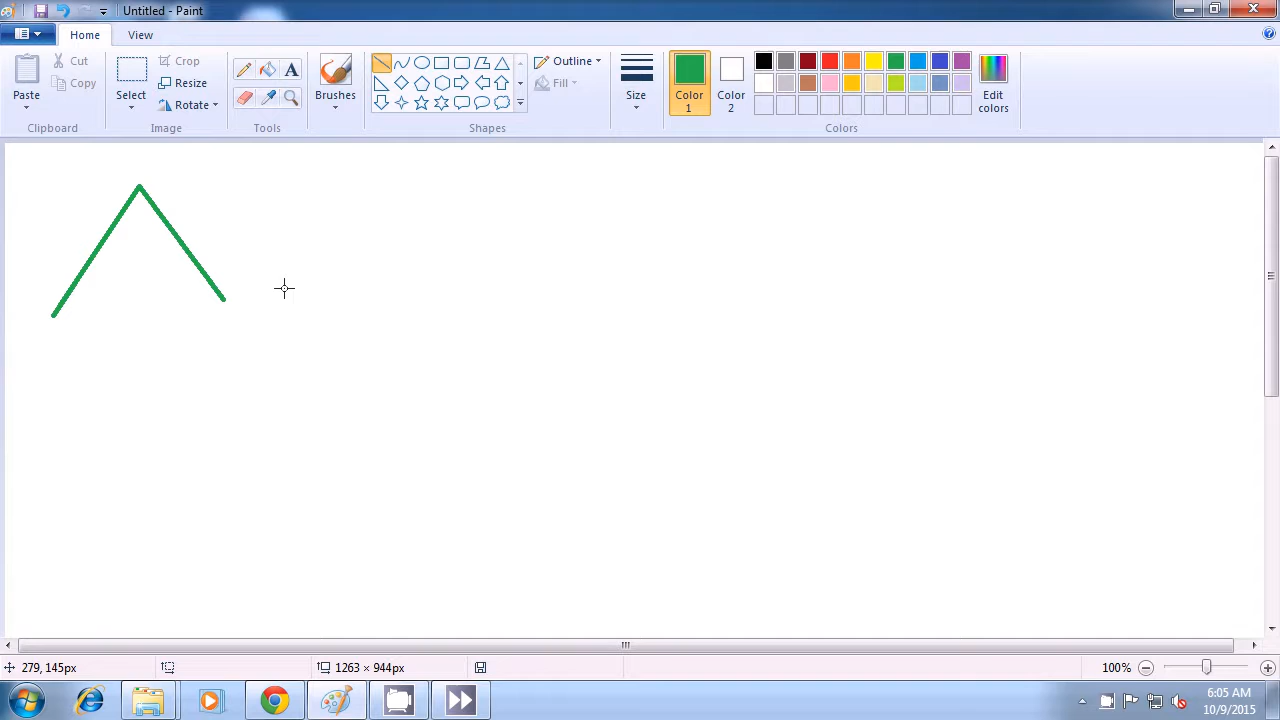 Untitled - Paint
Home
View
Paste
Cut
Copy
Clipboard
Select
Crop
Resize
Rotate
Image
A
Tools
Brushes
Outline
Fill
Shapes
Size
Color
1
Color
2
Edit
colors
Colors
279, 145px
1263 × 944px
100%
6:05 AM
10/9/2015